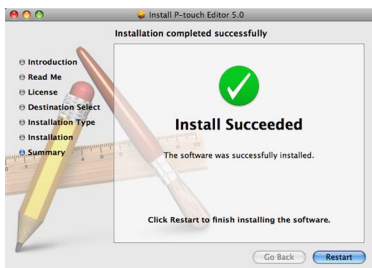 Install P-touch Editor 5.0
Installation completed successfully
Introduction
Read Me
License
Destination Select
Installation Type
Installation
Summary
Install Succeeded
The software was successfully installed.
Click Restart to finish installing the software.
Go Back
Restart